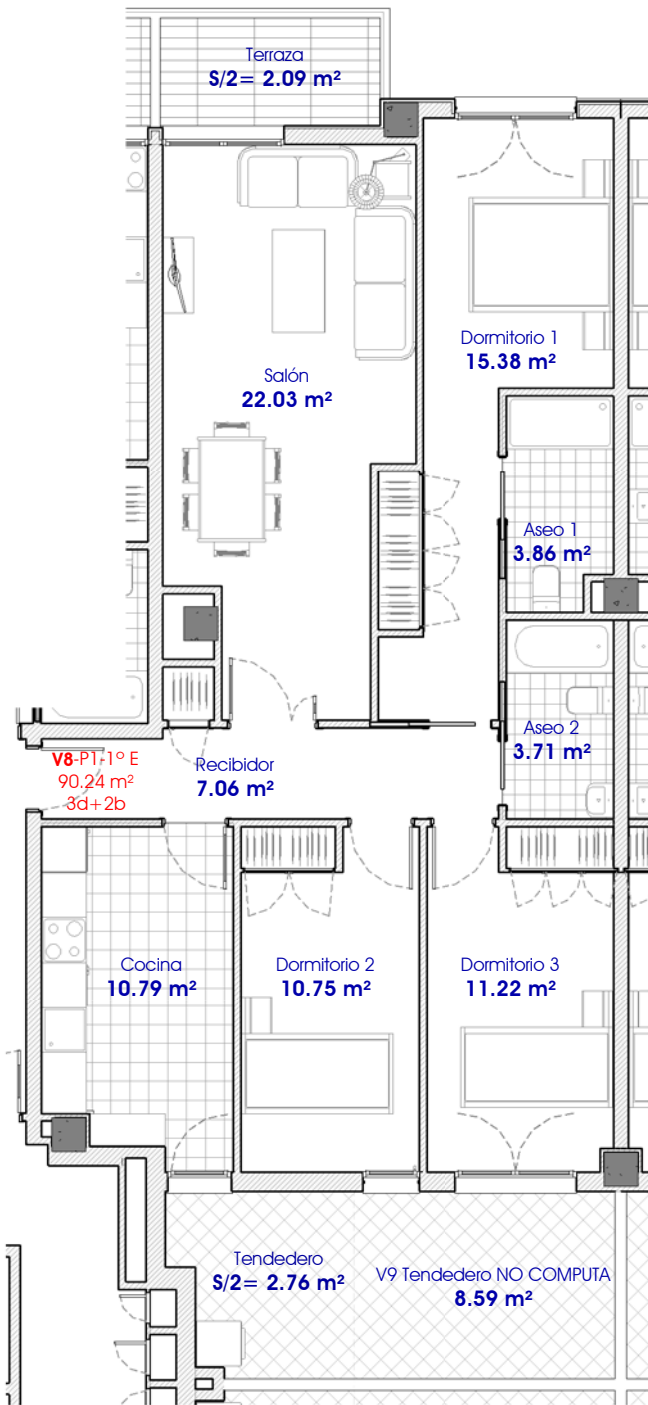 Terraza
S/2= 2.09 m²
Dormitorio 1
15.38 m²
Salón
22.03 m²
Aseo 1
3.86 m²
Aseo 2
3.71 m²
V8-P1-1º E
90.24 m²
3d+2b
Recibidor
7.06 m²
Cocina
10.79 m²
Dormitorio 2
10.75 m²
Dormitorio 3
11.22 m²
Tendedero
S/2= 2.76 m²
V9 Tendedero NO COMPUTA
8.59 m²